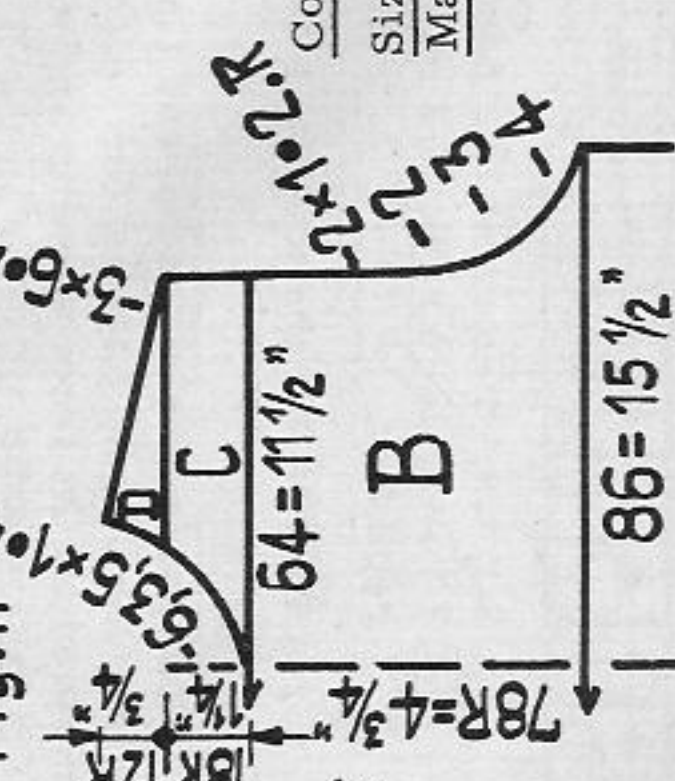 -3×6•
-6,3,5×1•
-2×1•2.R
-2
-3
-4
D
C
64=11½"
B
86=15½"
12R
¾"
18R
1¼"
78R=4¾"
Co
Siz
Ma